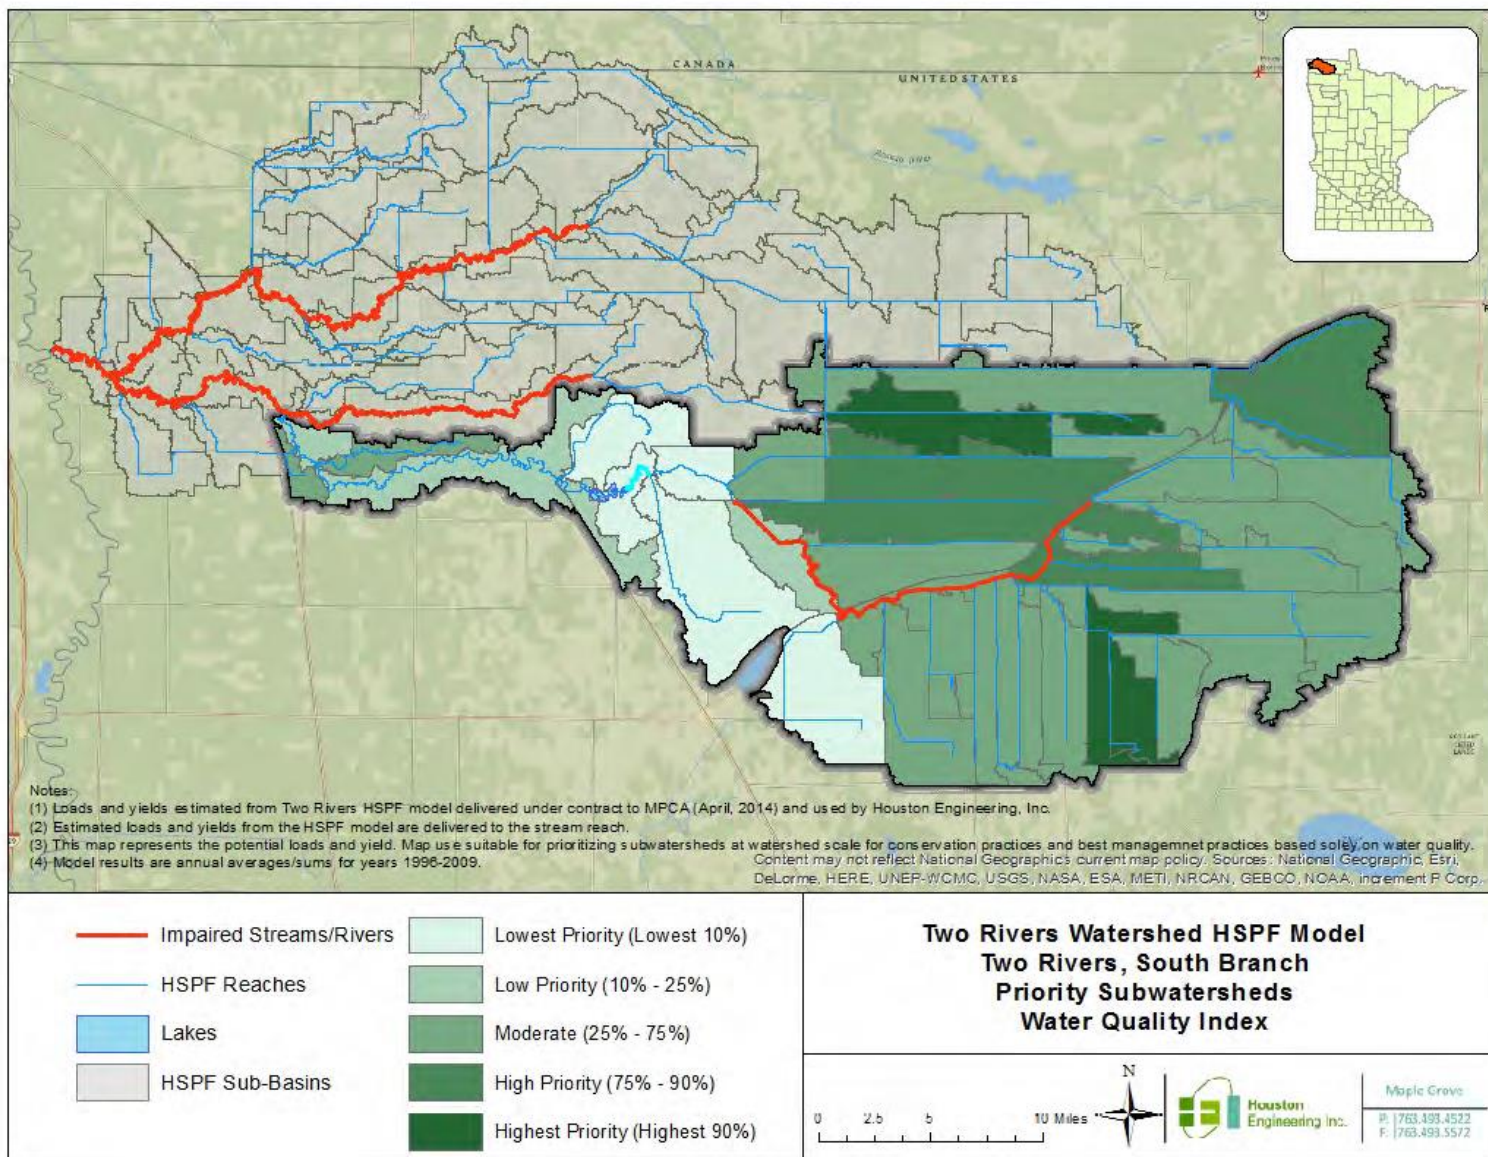 CANADA
UNITED STATES
Notes:
(1) Loads and yields estimated from Two Rivers HSPF model delivered under contract to MPCA (April, 2014) and used by Houston Engineering, Inc.
(2) Estimated loads and yields from the HSPF model are delivered to the stream reach.
(3) This map represents the potential loads and yield. Map use suitable for prioritizing subwatersheds at watershed scale for conservation practices and best managemnet practices based soley on water quality.
(4) Model results are annual averages/sums for years 1996-2009.
Content may not reflect National Geographic's current map policy. Sources: National Geographic, Esri,
DeLorme, HERE, UNEP-WCMC, USGS, NASA, ESA, METI, NRCAN, GEBCO, NOAA, increment P Corp.
Impaired Streams/Rivers
HSPF Reaches
Lakes
HSPF Sub-Basins
Lowest Priority (Lowest 10%)
Low Priority (10% - 25%)
Moderate (25% - 75%)
High Priority (75% - 90%)
Highest Priority (Highest 90%)
Two Rivers Watershed HSPF Model
Two Rivers, South Branch
Priority Subwatersheds
Water Quality Index
0 2.5 5 10 Miles
N
Houston
Engineering Inc.
Maple Grove
P: 763.493.4522
F: 763.493.5572